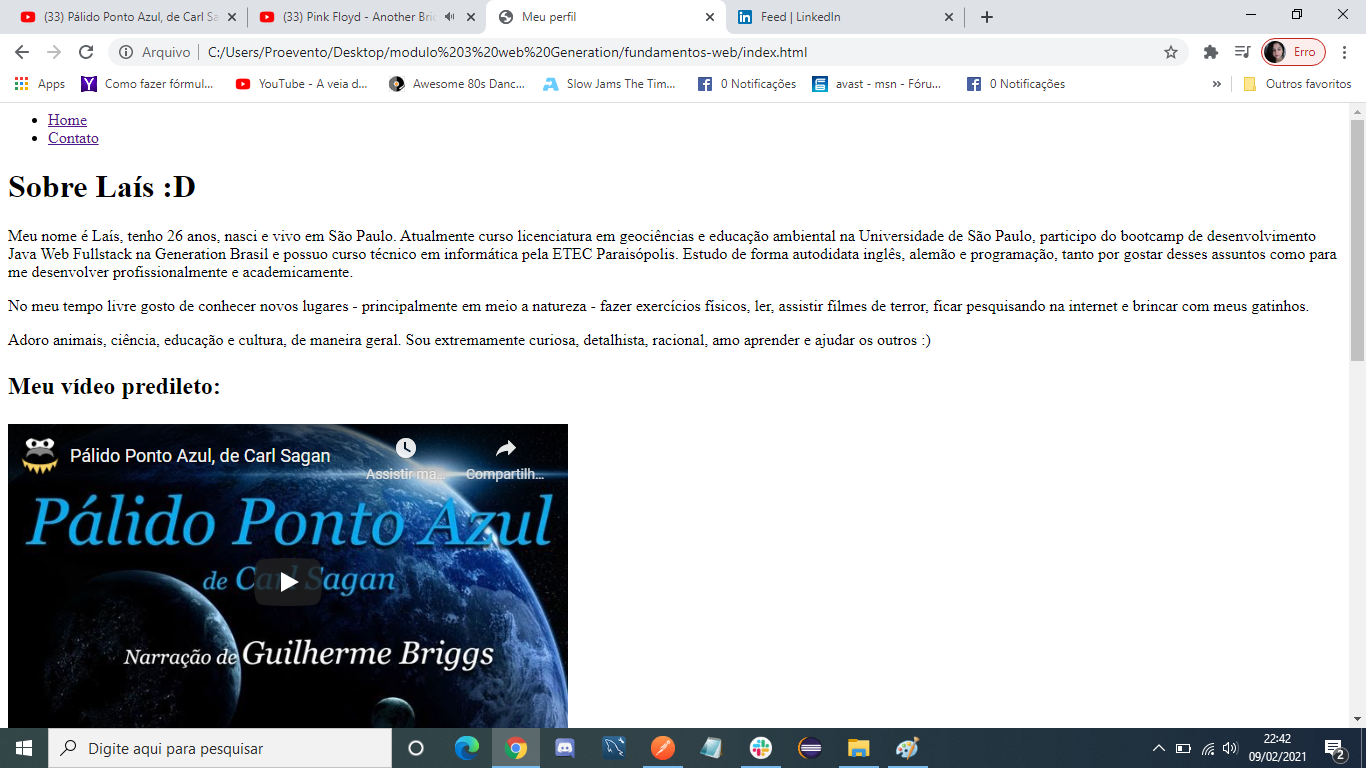 (33) Pálido Ponto Azul, de Carl Sa
(33) Pink Floyd - Another Bri
Meu perfil
Feed | LinkedIn
Arquivo
C:/Users/Proevento/Desktop/modulo%203%20web%20Generation/fundamentos-web/index.html
Erro
Apps
Como fazer fórmul...
YouTube - A veia d...
Awesome 80s Danc...
Slow Jams The Tim...
0 Notificações
avast - msn - Fóru...
0 Notificações
Outros favoritos
Home
Contato
Sobre Laís :D
Meu nome é Laís, tenho 26 anos, nasci e vivo em São Paulo. Atualmente curso licenciatura em geociências e educação ambiental na Universidade de São Paulo, participo do bootcamp de desenvolvimento
Java Web Fullstack na Generation Brasil e possuo curso técnico em informática pela ETEC Paraisópolis. Estudo de forma autodidata inglês, alemão e programação, tanto por gostar desses assuntos como para
me desenvolver profissionalmente e academicamente.
No meu tempo livre gosto de conhecer novos lugares - principalmente em meio a natureza - fazer exercícios físicos, ler, assistir filmes de terror, ficar pesquisando na internet e brincar com meus gatinhos.
Adoro animais, ciência, educação e cultura, de maneira geral. Sou extremamente curiosa, detalhista, racional, amo aprender e ajudar os outros :)
Meu vídeo predileto:
Pálido Ponto Azul, de Carl Sagan
Assistir ma...
Compartilh...
Pálido Ponto Azul
de Carl Sagan
Narração de Guilherme Briggs
Digite aqui para pesquisar
22:42
09/02/2021
2